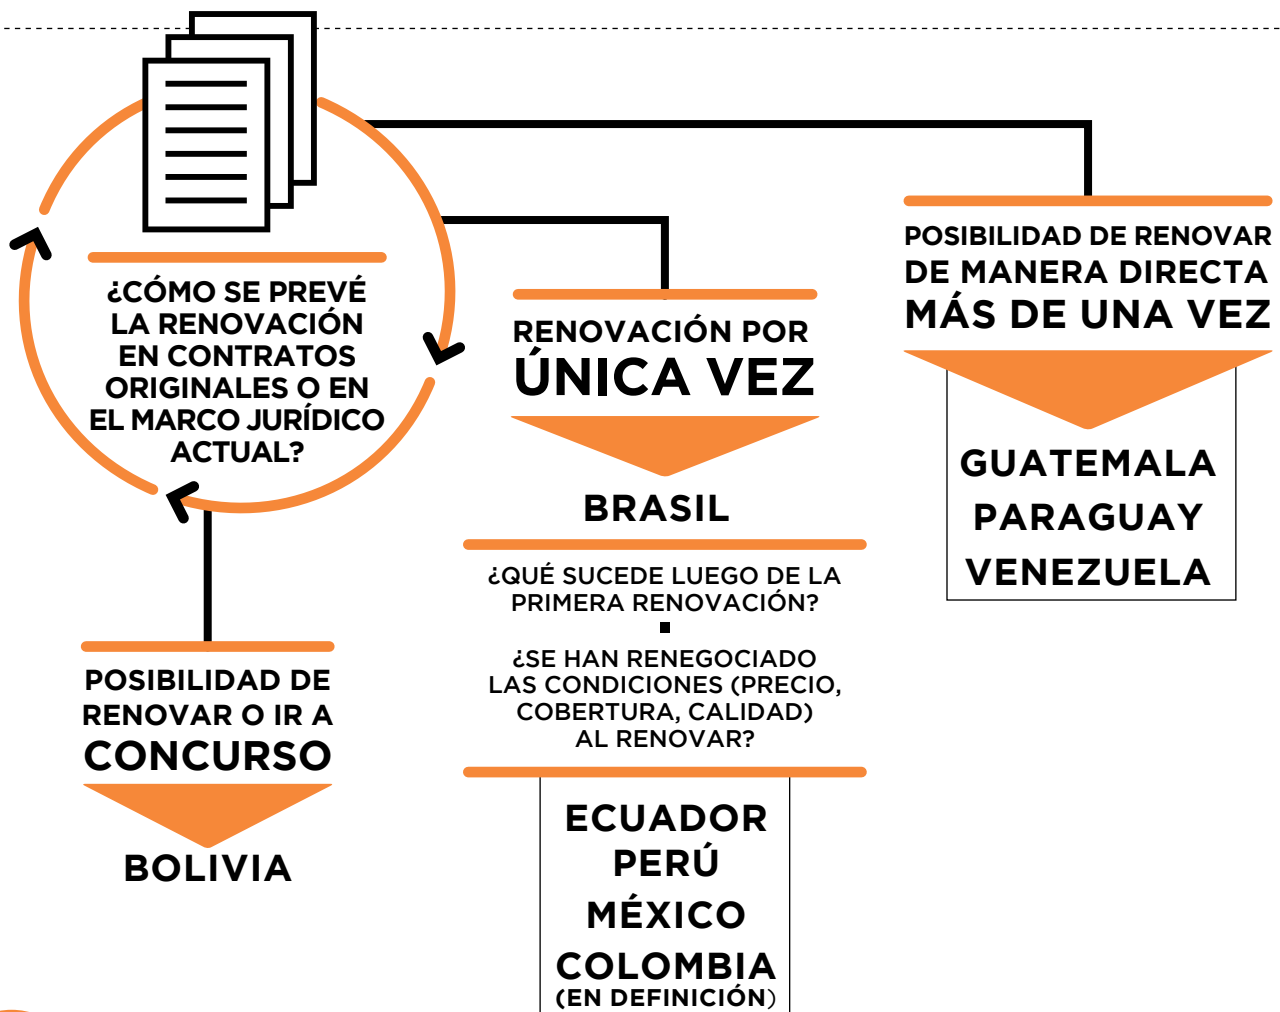 ¿CÓMO SE PREVÉ
LA RENOVACIÓN
EN CONTRATOS
ORIGINALES O EN
EL MARCO JURÍDICO
ACTUAL?
POSIBILIDAD DE
RENOVAR O IR A
CONCURSO
BOLIVIA
RENOVACIÓN POR
ÚNICA VEZ
BRASIL
¿QUÉ SUCEDE LUEGO DE LA
PRIMERA RENOVACIÓN?
¿SE HAN RENEGOCIADO
LAS CONDICIONES (PRECIO,
COBERTURA, CALIDAD)
AL RENOVAR?
ECUADOR
PERÚ
MÉXICO
COLOMBIA
(EN DEFINICIÓN)
POSIBILIDAD DE RENOVAR
DE MANERA DIRECTA
MÁS DE UNA VEZ
GUATEMALA
PARAGUAY
VENEZUELA